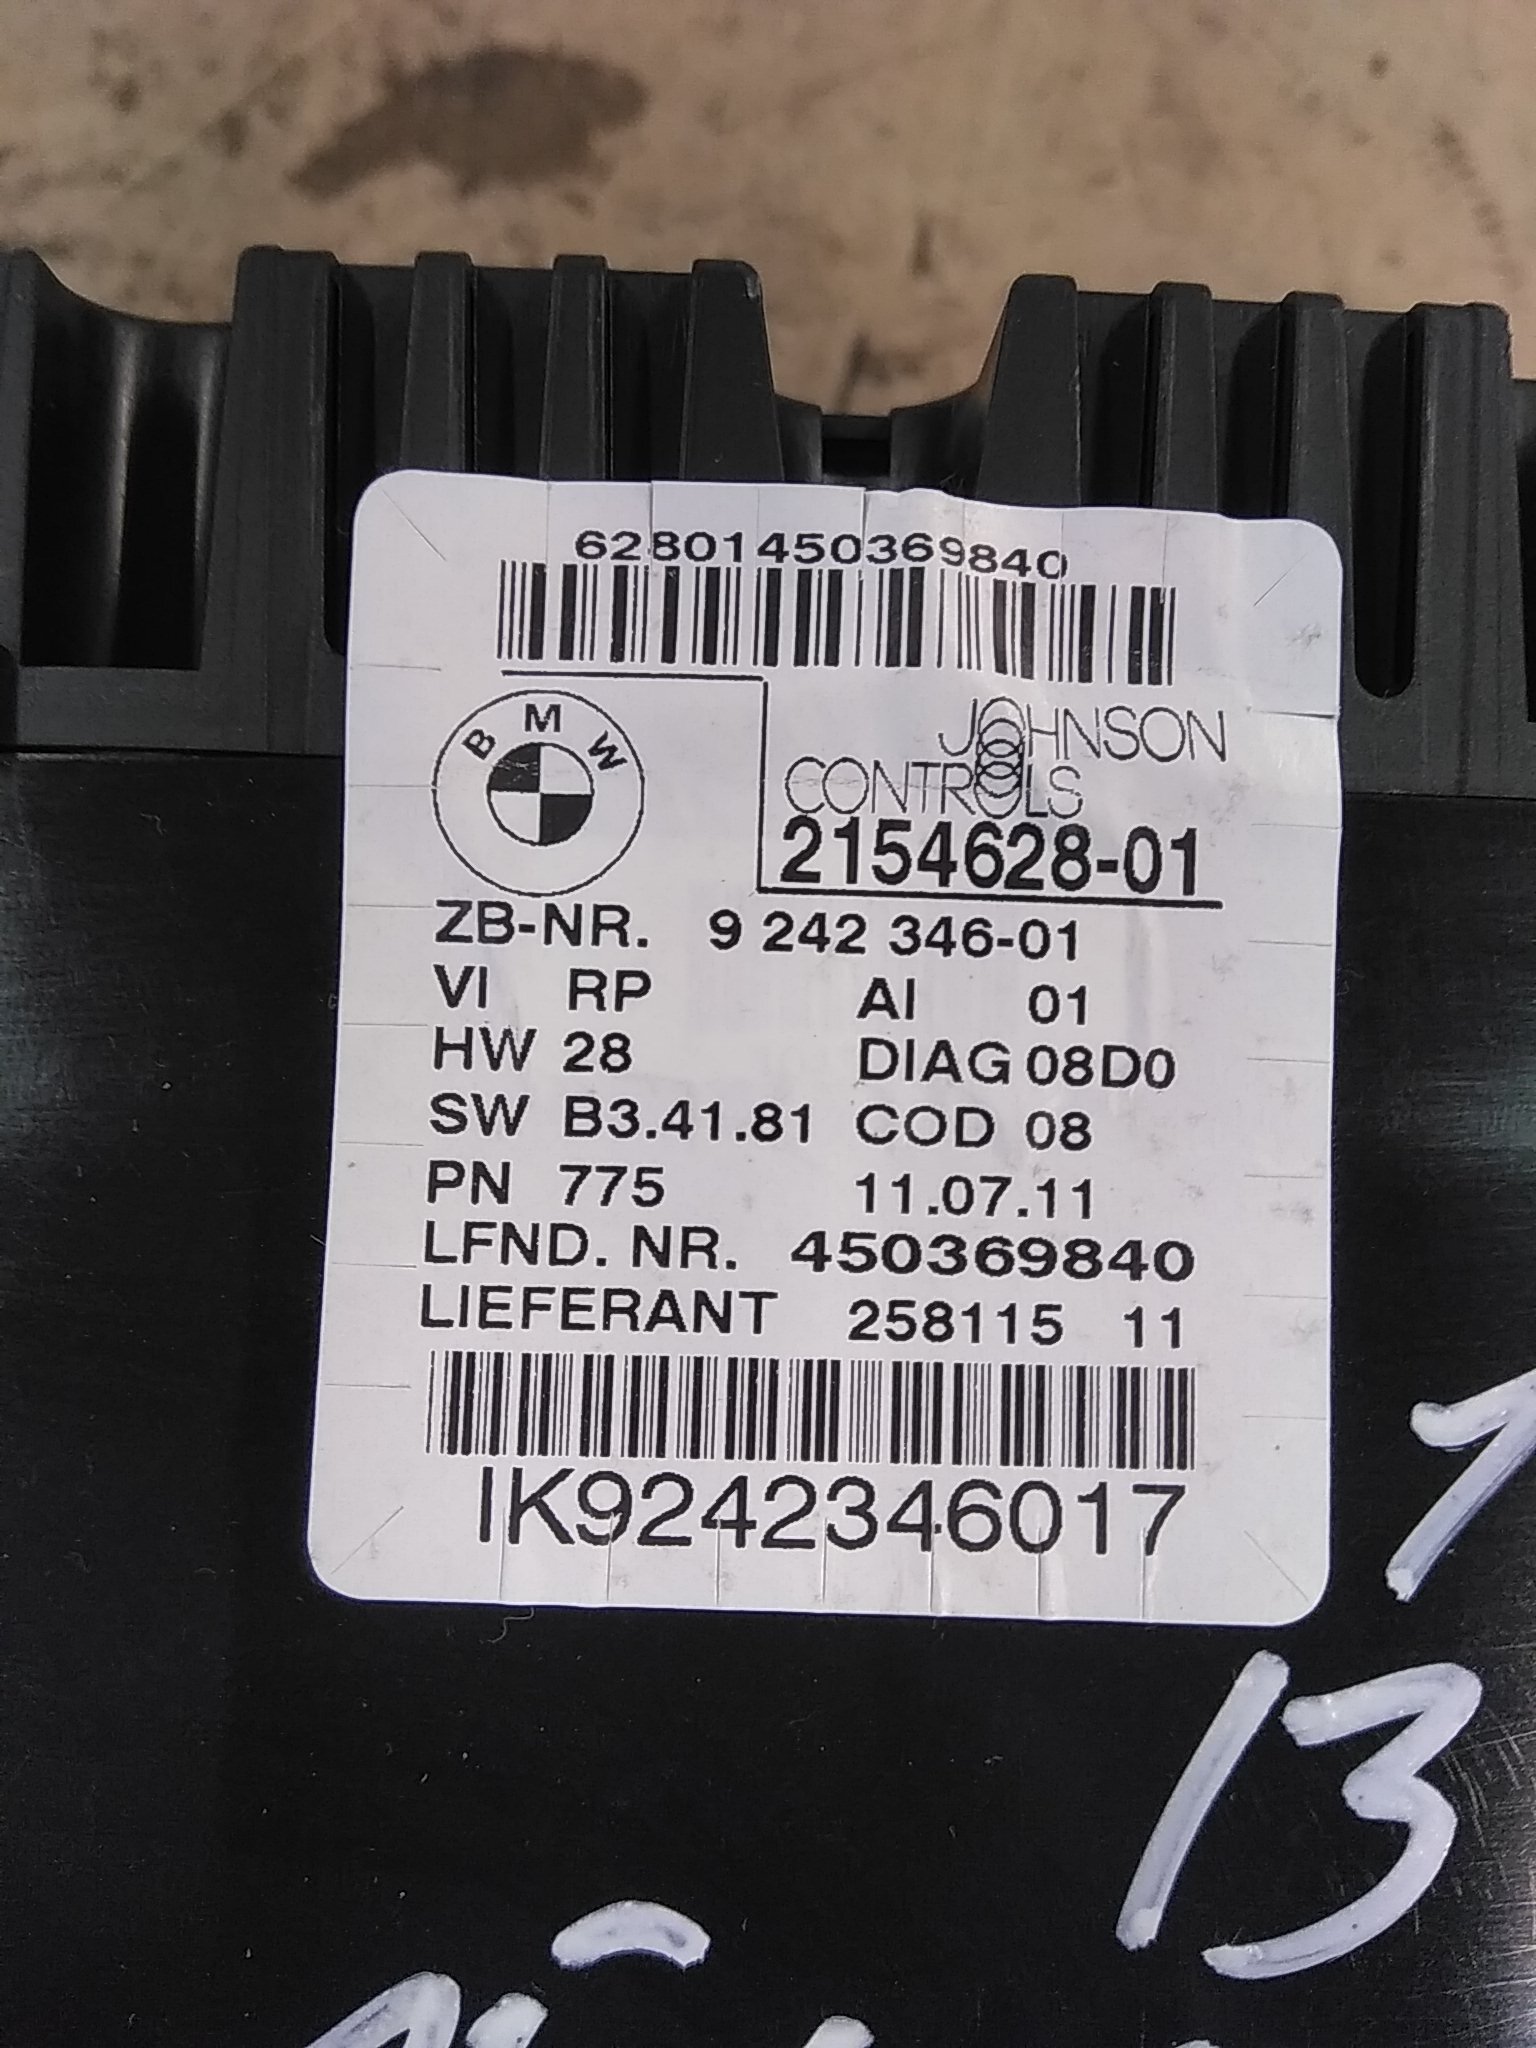 62801450369840
BMW
JOHNSON
CONTROLS
2154628-01
ZB-NR. 9 242 346-01
VI RP AI 01
HW 28 DIAG 08D0
SW B3.41.81 COD 08
PN 775 11.07.11
LFND. NR. 450369840
LIEFERANT 258115 11
IK9242346017
13